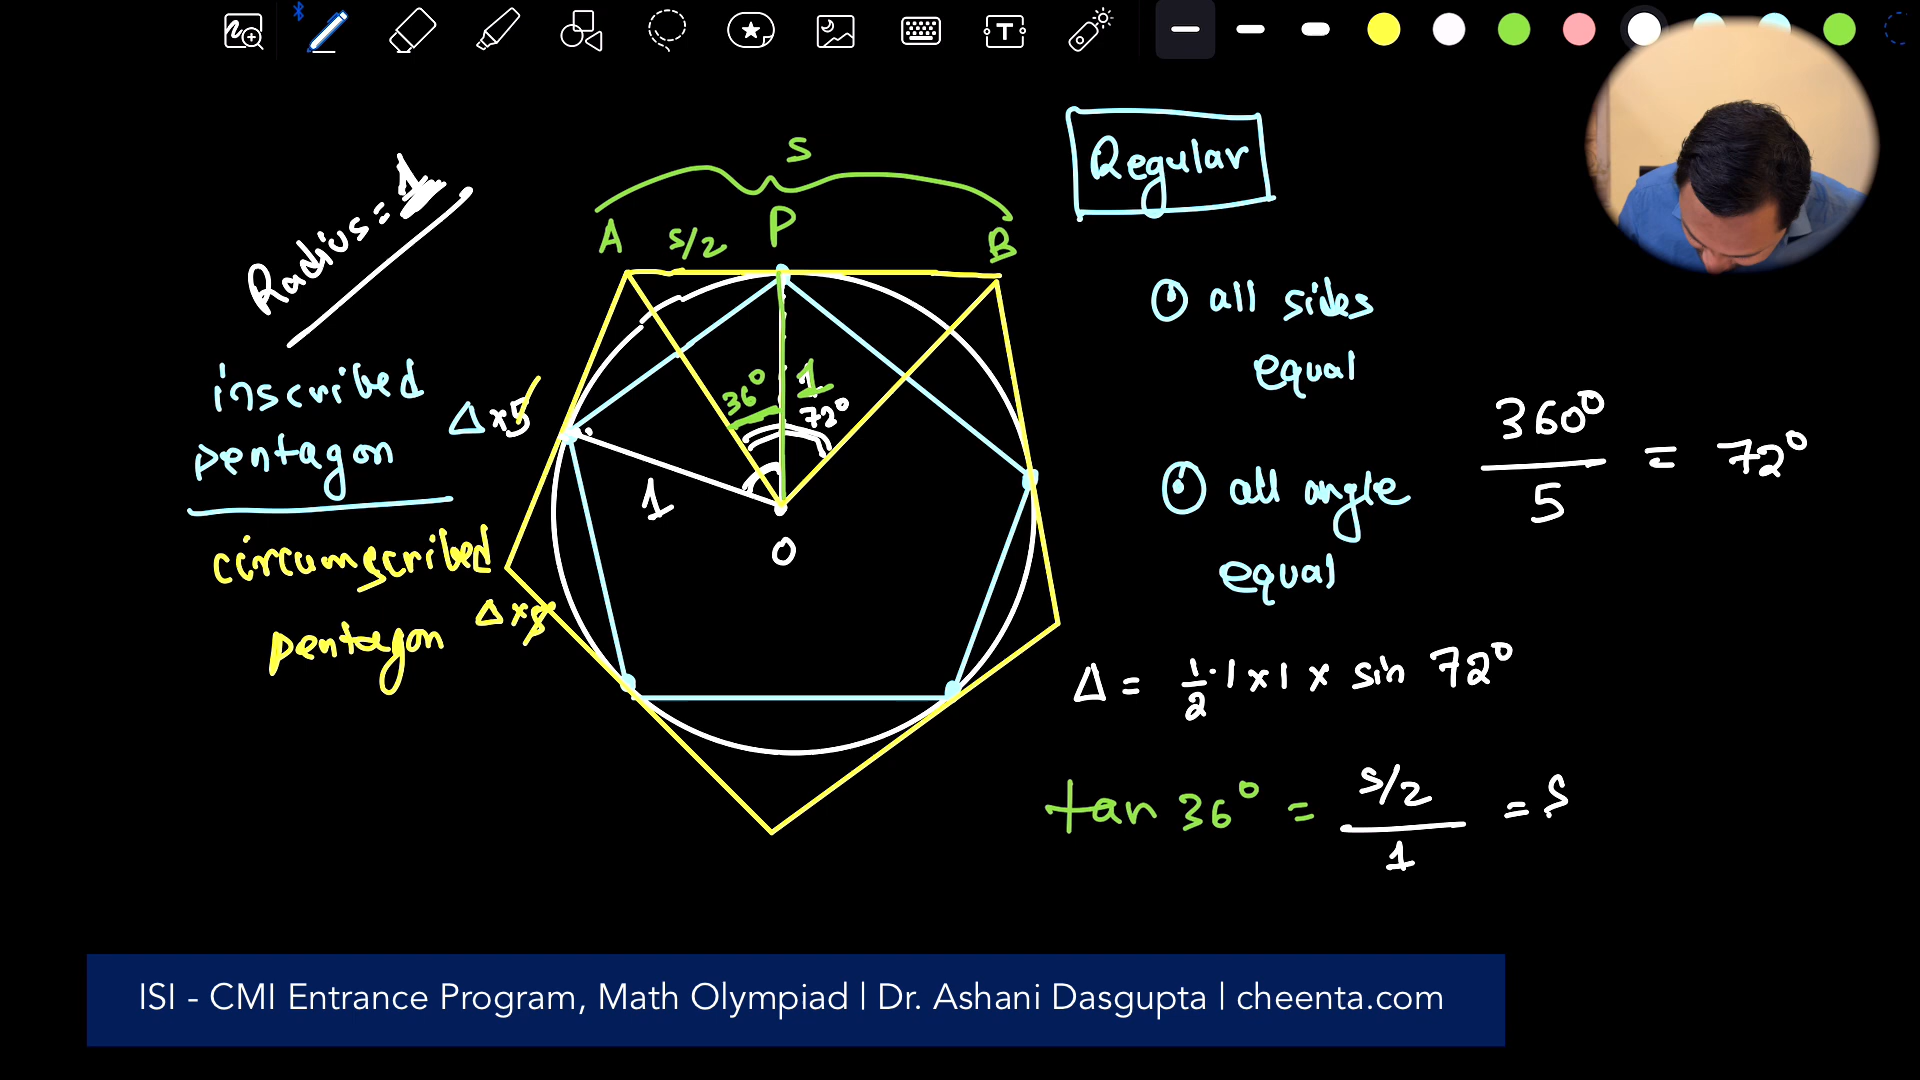 Regular
Radius = 1
S
A
S/2
P
B
36°
1
72°
1
O
inscribed
pentagon
Δ×5
circumscribed
pentagon
Δ×5
⊙ all sides
equal
⊙ all angle
equal
360°
5
= 72°
Δ = 1/2 · 1 × 1 × sin 72°
tan 36° = S/2
1
= S
ISI - CMI Entrance Program, Math Olympiad | Dr. Ashani Dasgupta | cheenta.com